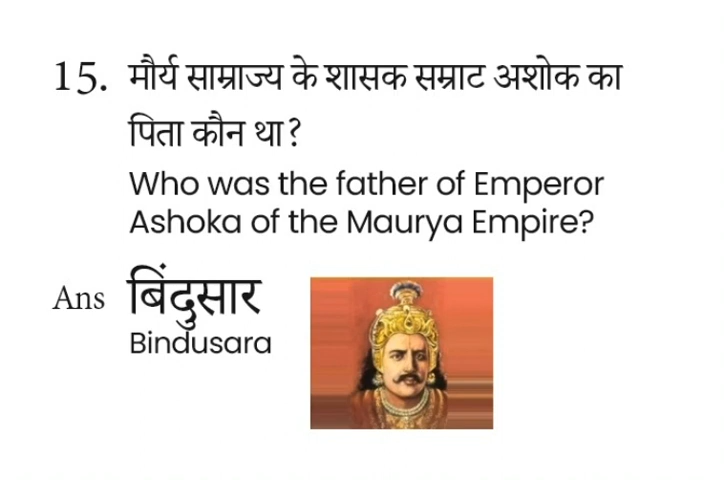 15. मौर्य साम्राज्य के शासक सम्राट अशोक का
पिता कौन था?
Who was the father of Emperor
Ashoka of the Maurya Empire?
Ans बिंदुसार
Bindusara